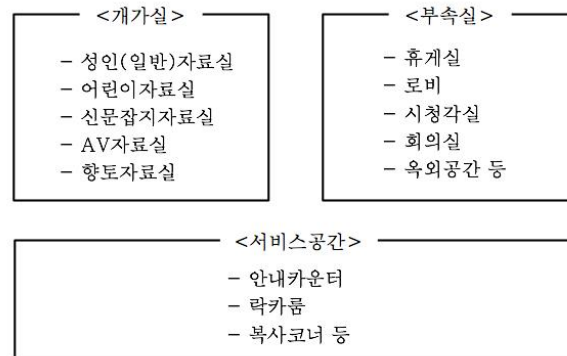 <개가실>
- 성인(일반)자료실
- 어린이자료실
- 신문잡지자료실
- AV자료실
- 향토자료실
<부속실>
- 휴게실
- 로비
- 시청각실
- 회의실
- 옥외공간 등
<서비스공간>
- 안내카운터
- 락카룸
- 복사코너 등